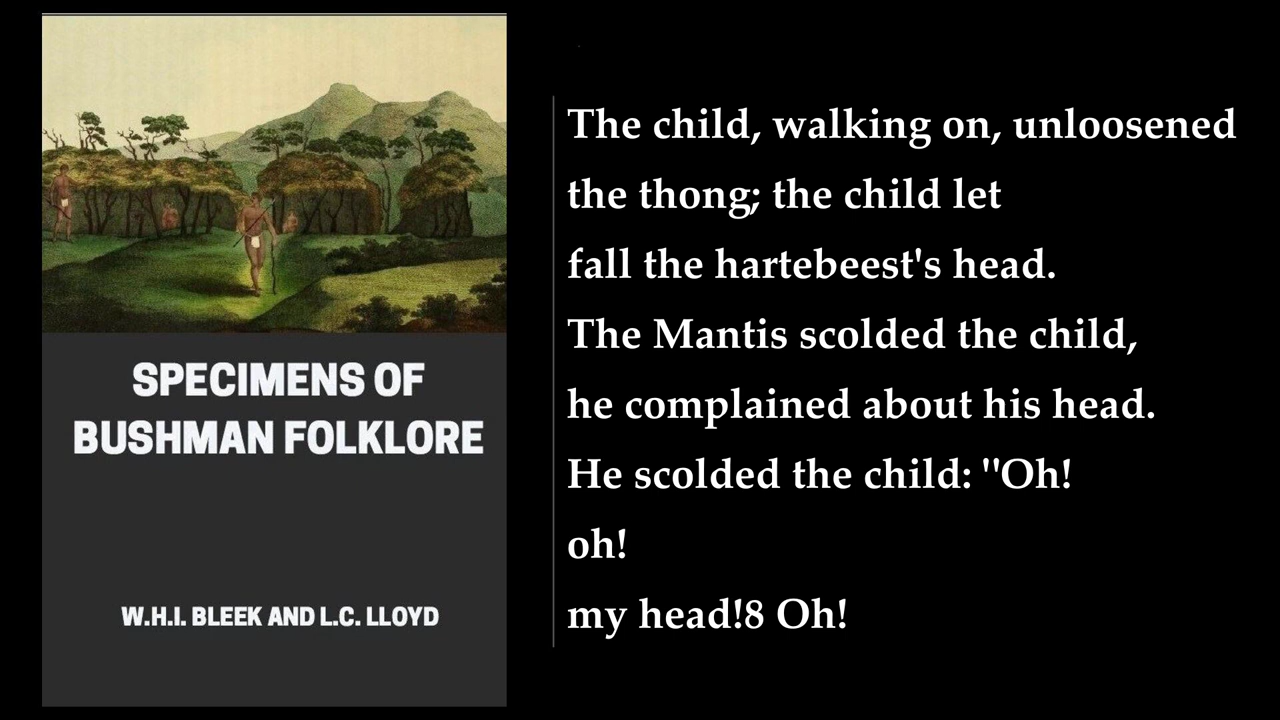 SPECIMENS OF
BUSHMAN FOLKLORE
W.H.I. BLEEK AND L.C. LLOYD
The child, walking on, unloosened
the thong; the child let
fall the hartebeest's head.
The Mantis scolded the child,
he complained about his head.
He scolded the child: "Oh!
oh!
my head!8 Oh!